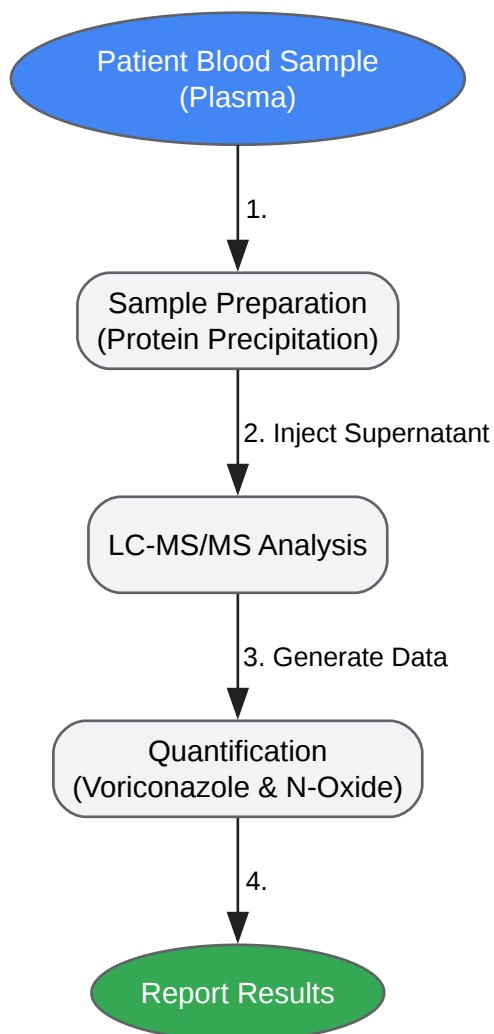 Patient Blood Sample
(Plasma)
1.
Sample Preparation
(Protein Precipitation)
2. Inject Supernatant
LC-MS/MS Analysis
3. Generate Data
Quantification
(Voriconazole & N-Oxide)
4.
Report Results